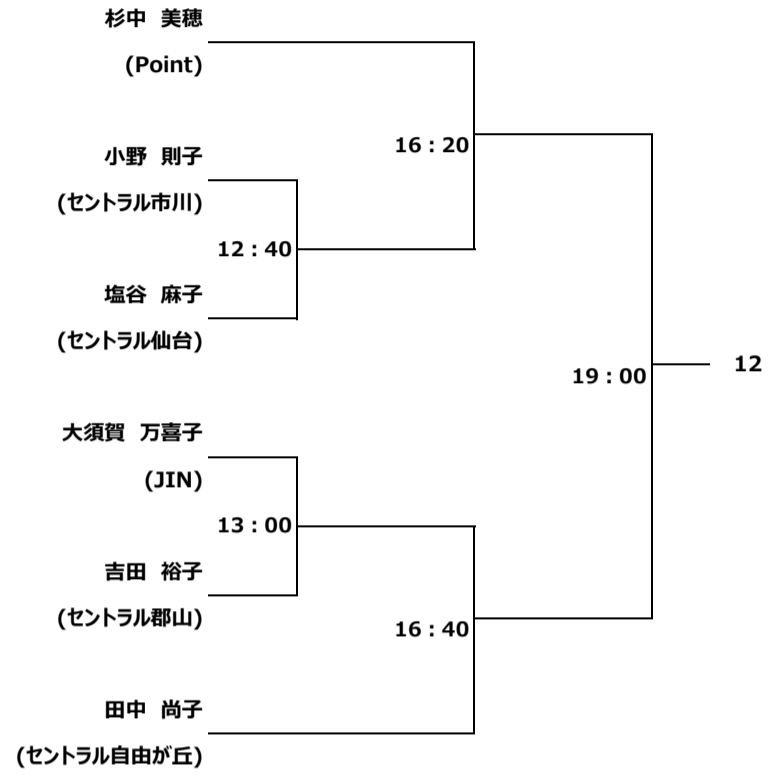 杉中 美穂
(Point)
16：20
小野 則子
(セントラル市川)
12：40
塩谷 麻子
(セントラル仙台)
19：00
12
大須賀 万喜子
(JIN)
13：00
吉田 裕子
(セントラル郡山)
16：40
田中 尚子
(セントラル自由が丘)